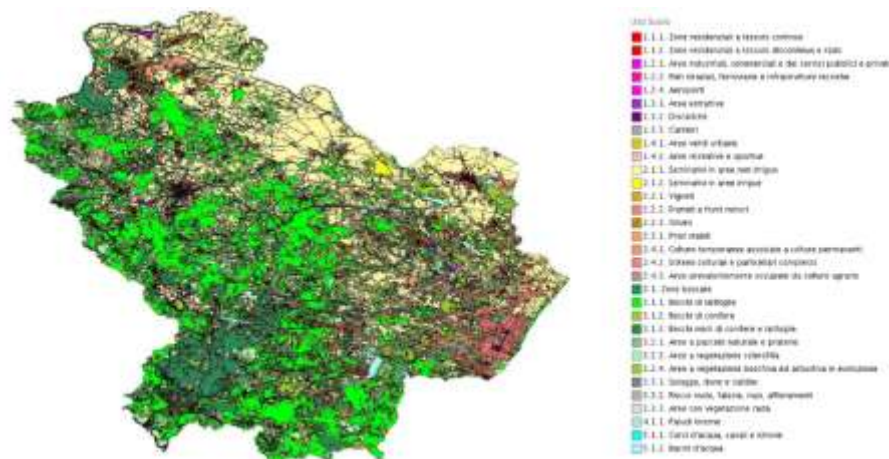 Uso Suolo
1.1.1. Zone residenziali a tessuto continuo
1.1.2. Zone residenziali a tessuto discontinuo e rado
1.2.1. Aree industriali, commerciali e dei servizi pubblici e privati
1.2.2. Reti stradali, ferroviarie e infrastrutture tecniche
1.2.4. Aeroporti
1.3.1. Aree estrattive
1.3.2. Discariche
1.3.3. Cantieri
1.4.1. Aree verdi urbane
1.4.2. Aree ricreative e sportive
2.1.1. Seminativi in aree non irrigue
2.1.2. Seminativi in aree irrigue
2.2.1. Vigneti
2.2.2. Frutteti e frutti minori
2.2.3. Oliveti
2.3.1. Prati stabili
2.4.1. Colture temporanee associate a colture permanenti
2.4.2. Sistemi colturali e particellari complessi
2.4.3. Aree prevalentemente occupate da colture agrarie
3.1. Zone boscate
3.1.1. Boschi di latifoglie
3.1.2. Boschi di conifere
3.1.3. Boschi misti di conifere e latifoglie
3.2.1. Aree a pascolo naturale e praterie
3.2.3. Aree a vegetazione sclerofilla
3.2.4. Aree a vegetazione boschiva ed arbustiva in evoluzione
3.3.1. Spiagge, dune e sabbie
3.3.2. Rocce nude, falesie, rupi, affioramenti
3.3.3. Aree con vegetazione rada
4.1.1. Paludi interne
5.1.1. Corsi d'acqua, canali e idrovie
5.1.2. Bacini d'acqua